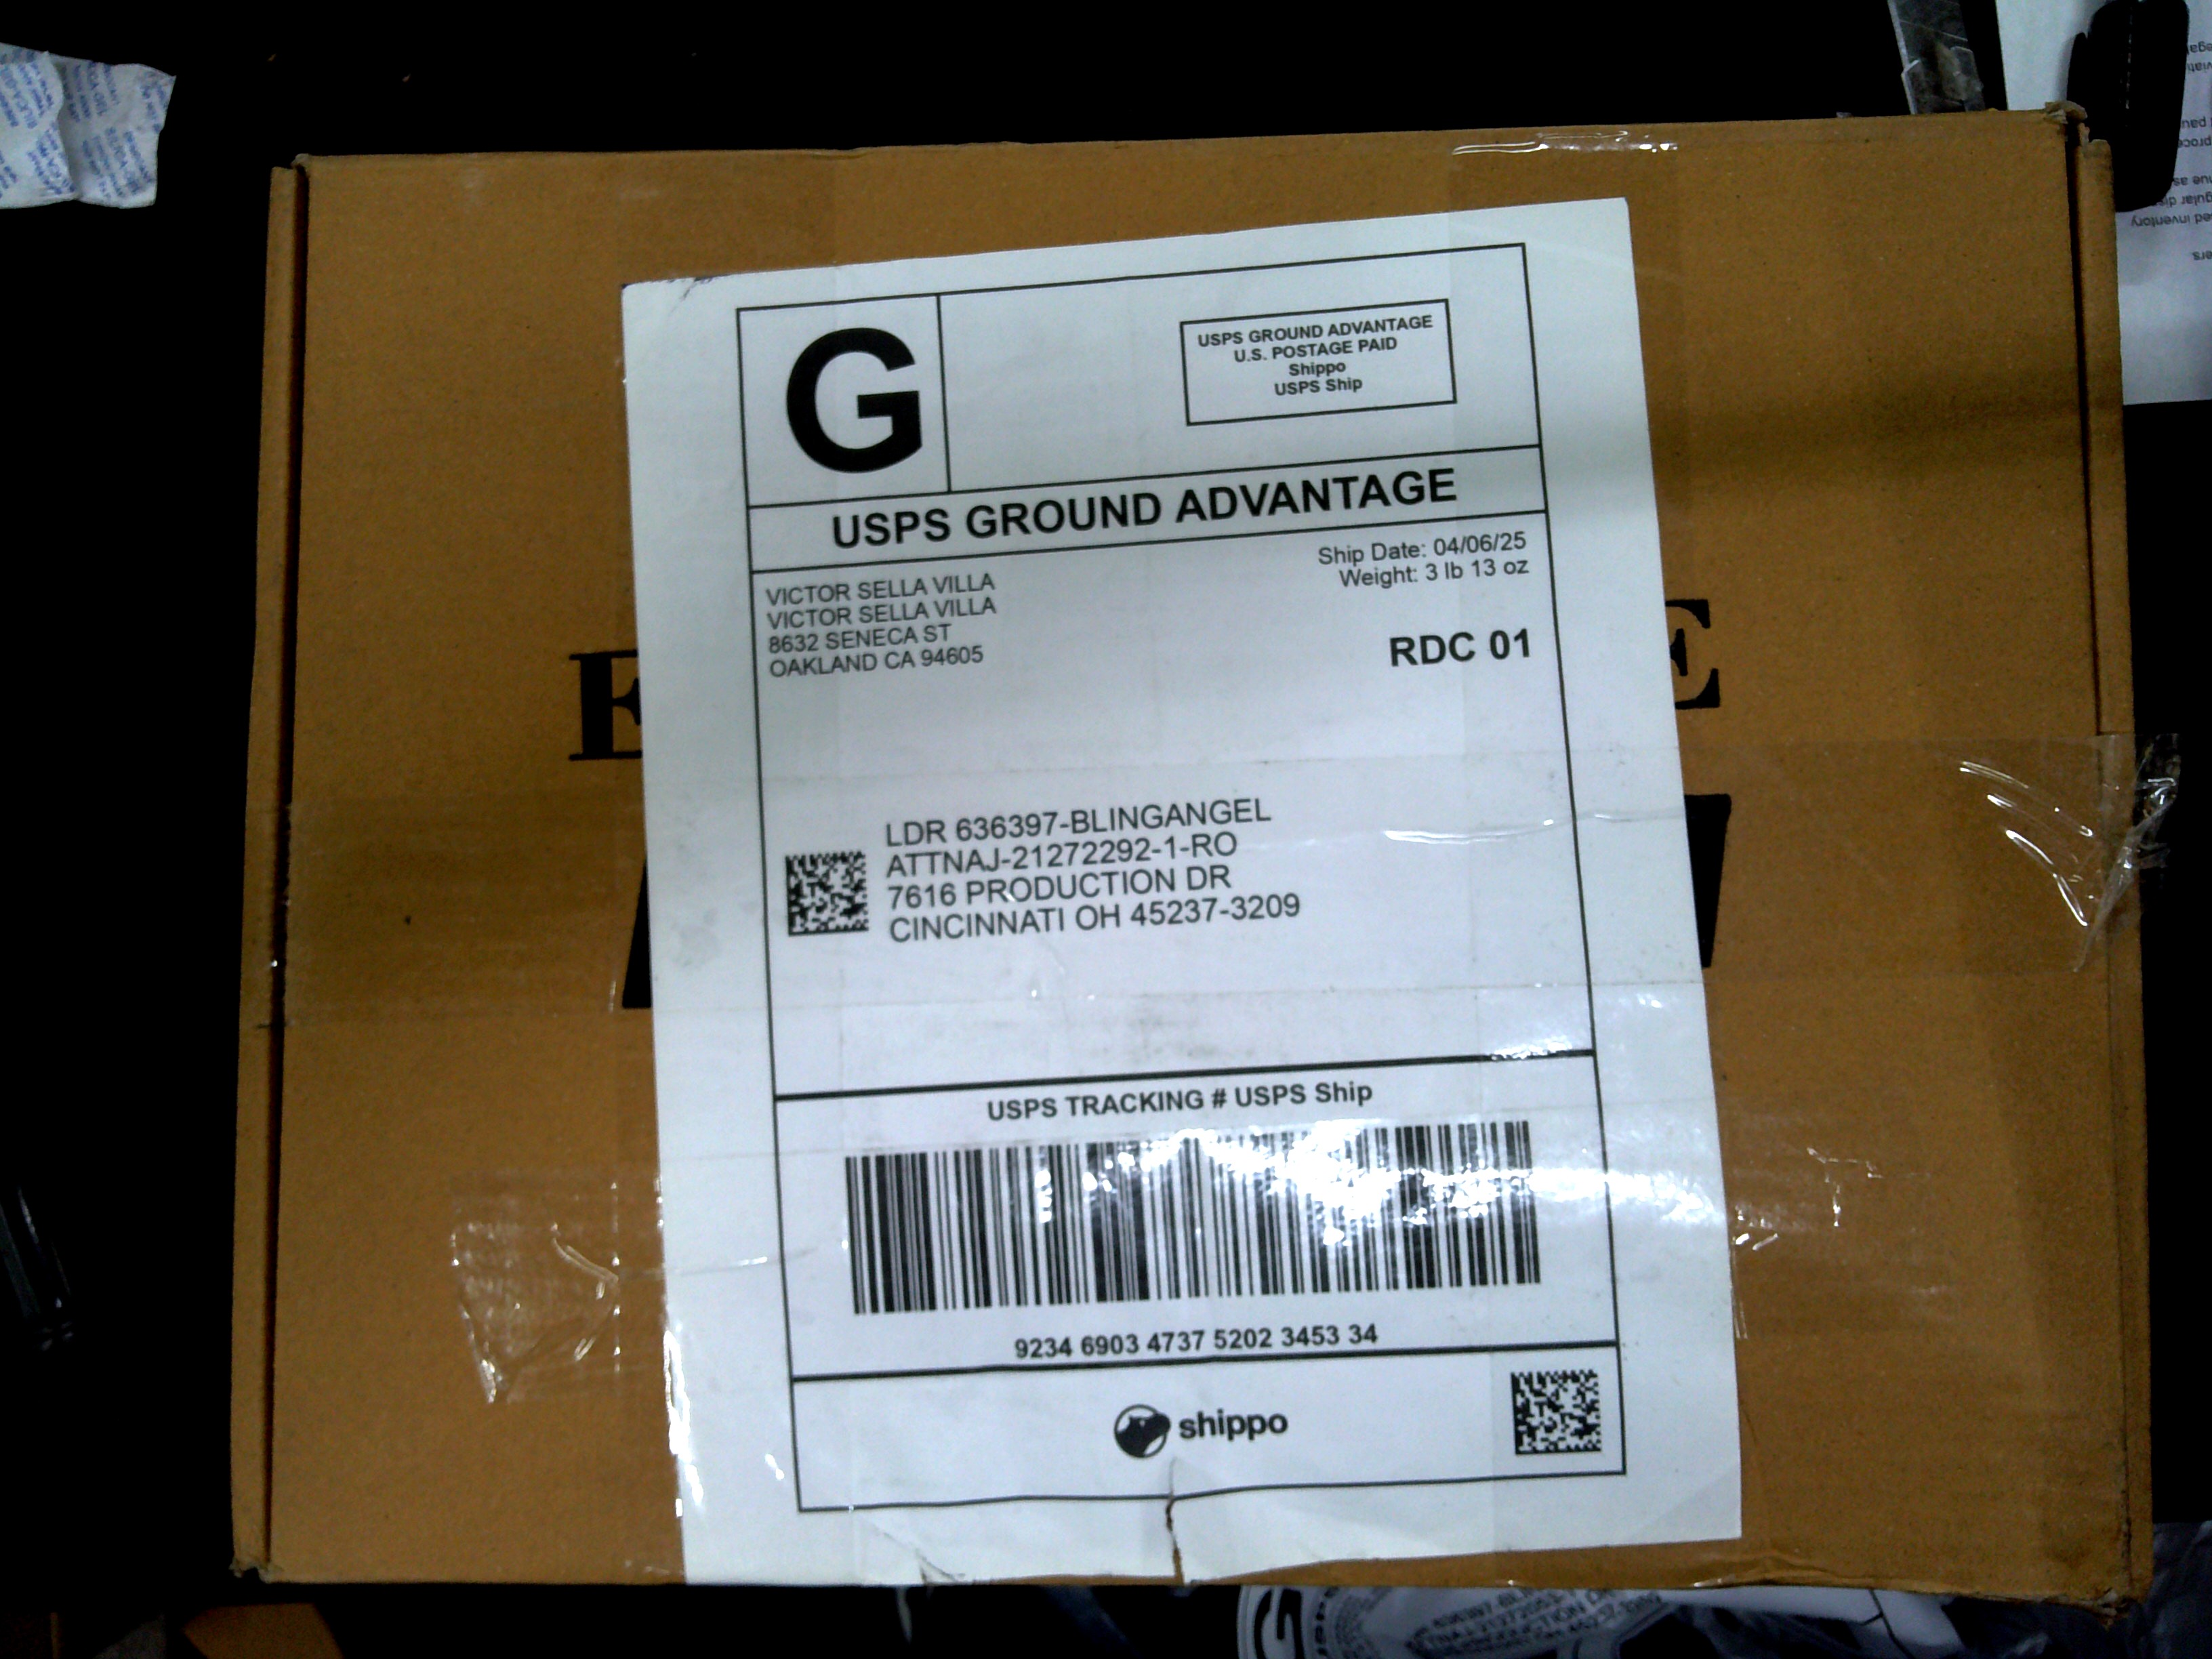 G
USPS GROUND ADVANTAGE
U.S. POSTAGE PAID
Shippo
USPS Ship
USPS GROUND ADVANTAGE
Ship Date: 04/06/25
Weight: 3 lb 13 oz
VICTOR SELLA VILLA
VICTOR SELLA VILLA
8632 SENECA ST
OAKLAND CA 94605
RDC 01
E
E
LDR 636397-BLINGANGEL
ATTNAJ-21272292-1-RO
7616 PRODUCTION DR
CINCINNATI OH 45237-3209
USPS TRACKING # USPS Ship
9234 6903 4737 5202 3453 34
shippo